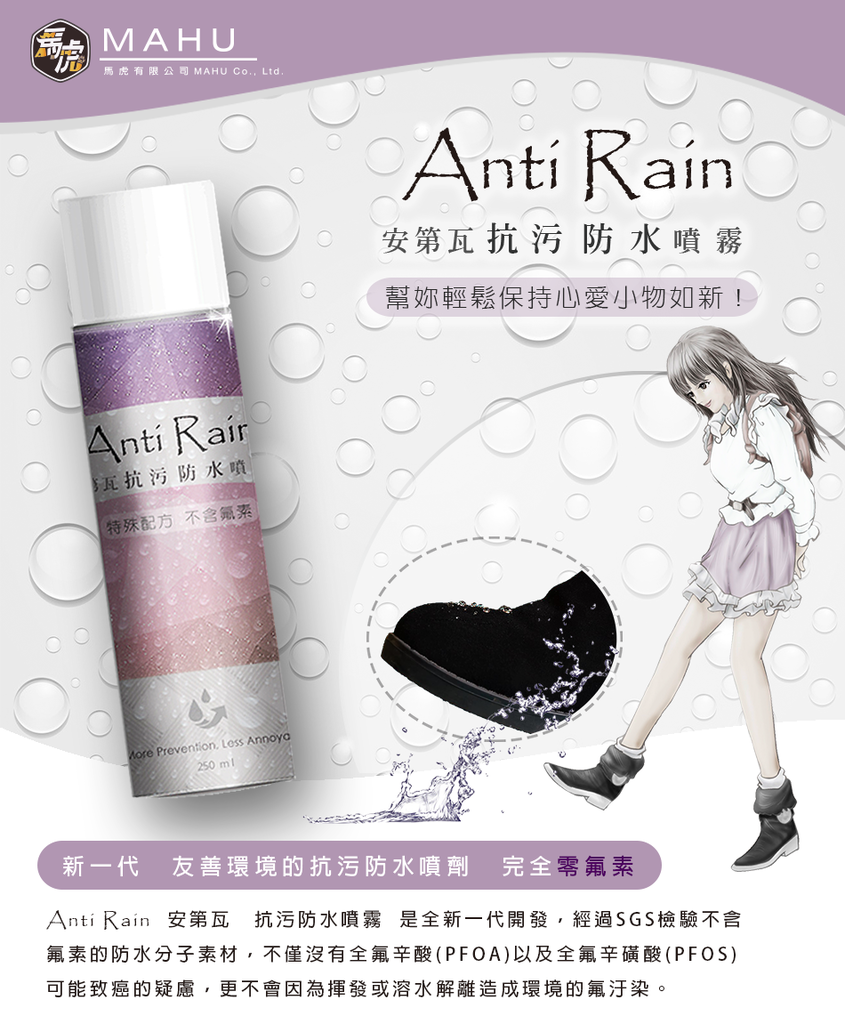 馬虎
MAHU
馬虎有限公司 MAHU Co., Ltd.
Anti Rain
安第瓦抗污防水噴霧
幫妳輕鬆保持心愛小物如新！
Anti Rair
第瓦抗污防水噴
特殊配方 不含氟素
More Prevention, Less Annoya
250 ml
新一代 友善環境的抗污防水噴劑 完全零氟素
Anti Rain 安第瓦 抗污防水噴霧 是全新一代開發，經過SGS檢驗不含
氟素的防水分子素材，不僅沒有全氟辛酸(PFOA)以及全氟辛磺酸(PFOS)
可能致癌的疑慮，更不會因為揮發或溶水解離造成環境的氟汙染。